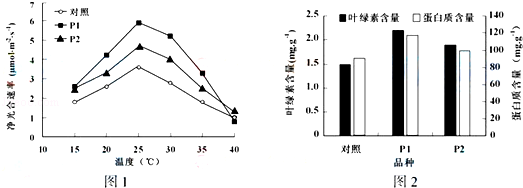 对照
P1
P2
净光合速率 (μmol·m-2·s-1)
7
6
5
4
3
2
1
0
15 20 25 30 35 40
温度(℃)
图1
叶绿素含量 蛋白质含量
叶绿素含量(mg.g-1)
2.5
2.0
1.5
1.0
0.5
0.0
140
120
100
80
60
40
20
0
蛋白质含量(mg.g-1)
对照 P1 P2
品种
图2